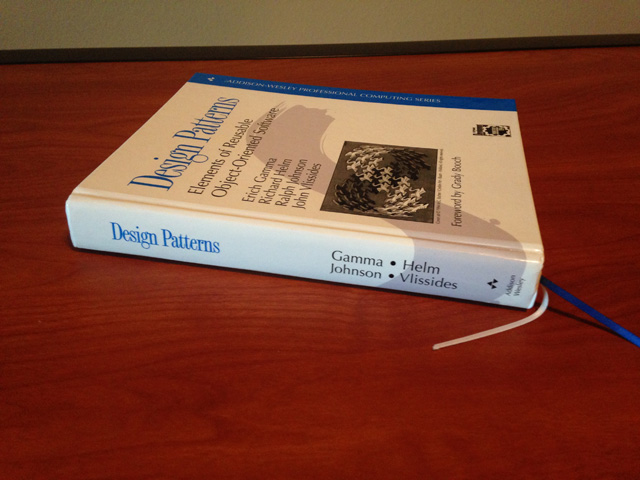 ADDISON-WESLEY PROFESSIONAL COMPUTING SERIES
Design Patterns
Elements of Reusable
Object-Oriented Software
Erich Gamma
Richard Helm
Ralph Johnson
John Vlissides
Foreword by Grady Booch
Design Patterns
Gamma • Helm
Johnson • Vlissides
Addison
Wesley